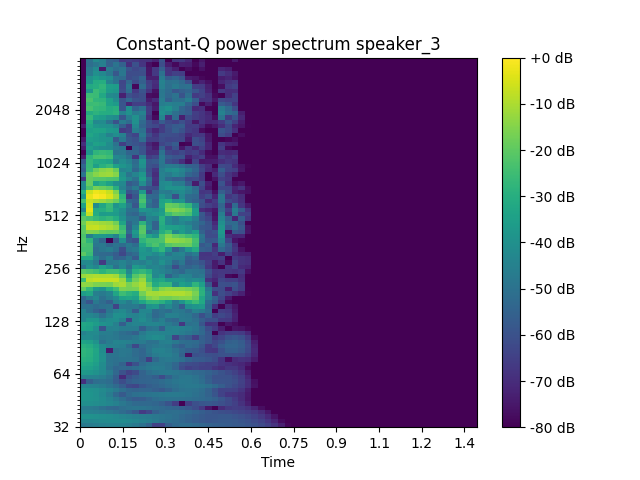 Constant-Q power spectrum speaker_3
+0 dB
-10 dB
-20 dB
-30 dB
-40 dB
-50 dB
-60 dB
-70 dB
-80 dB
2048
1024
512
256
128
64
32
Hz
0 0.15 0.3 0.45 0.6 0.75 0.9 1.1 1.2 1.4
Time